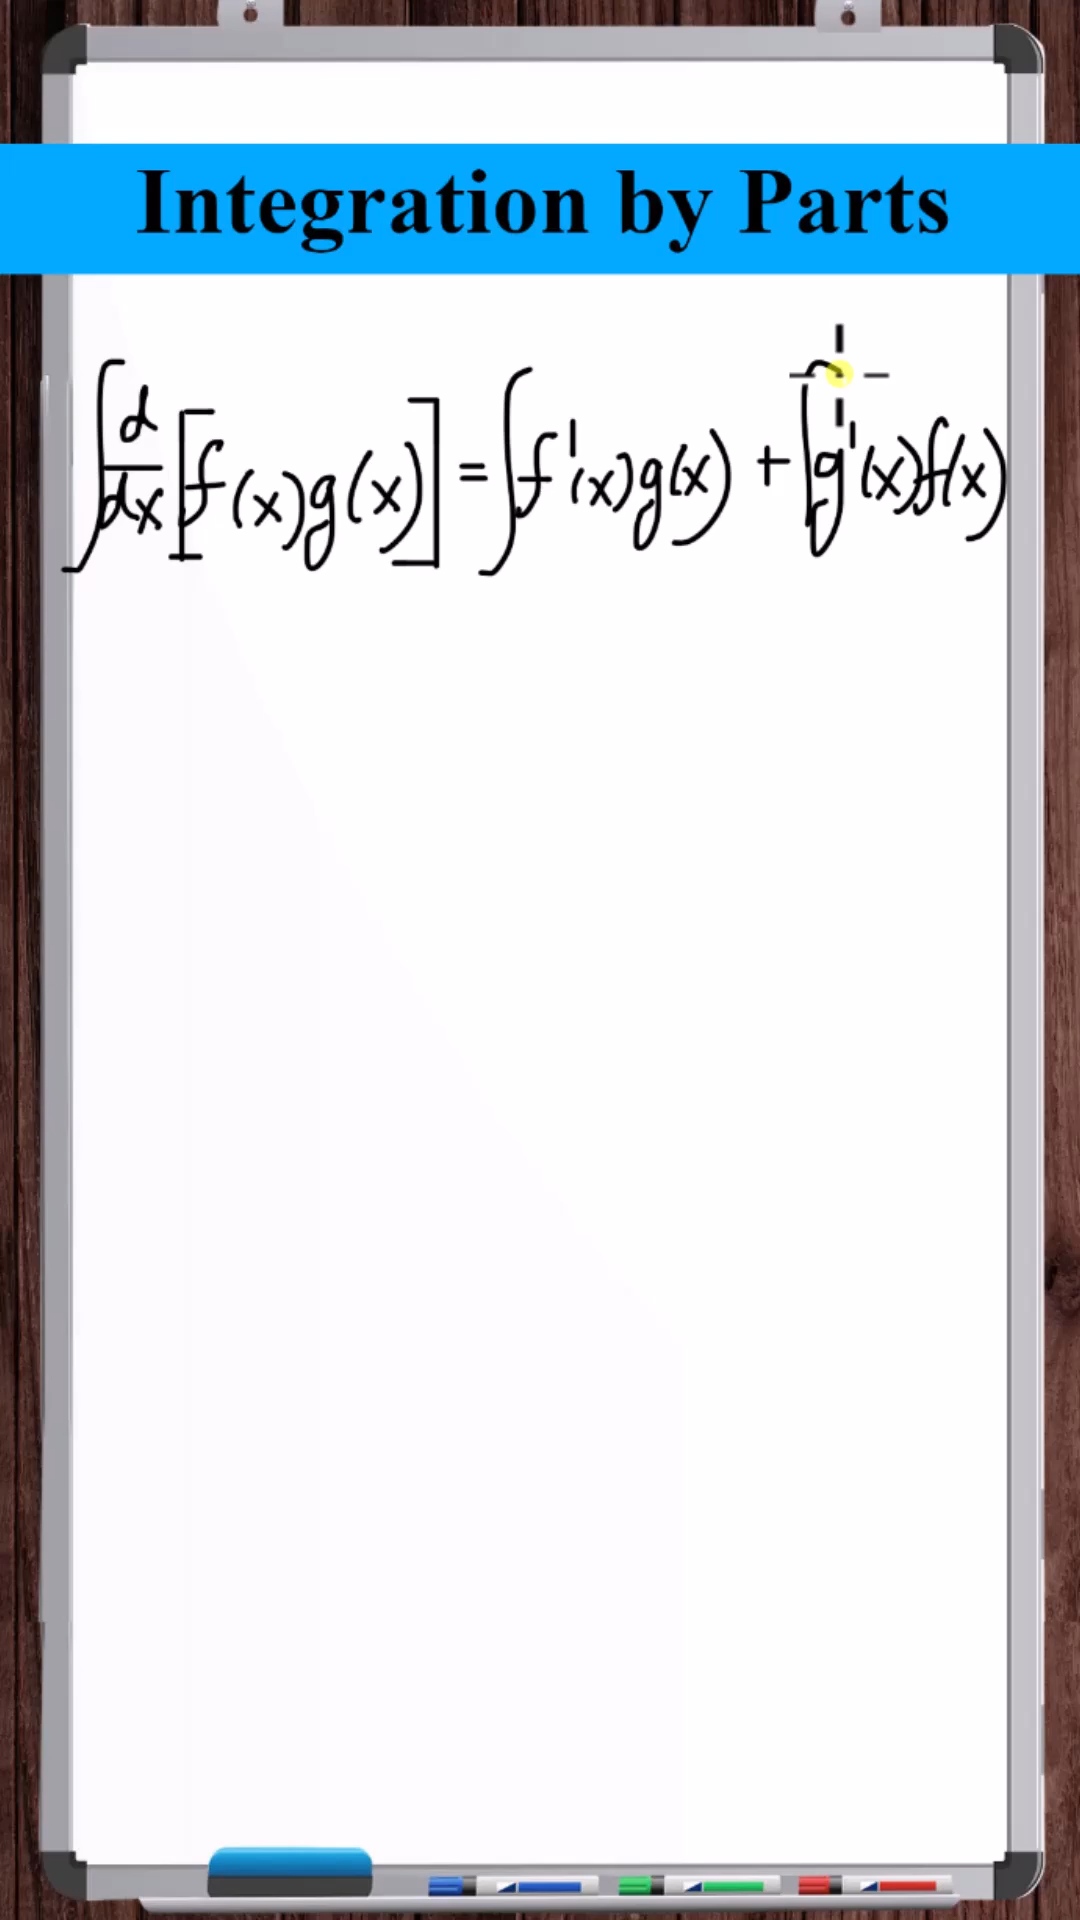 Integration by Parts
∫ d/dx [f(x)g(x)] = ∫ f'(x)g(x) + ∫ g'(x)f(x)